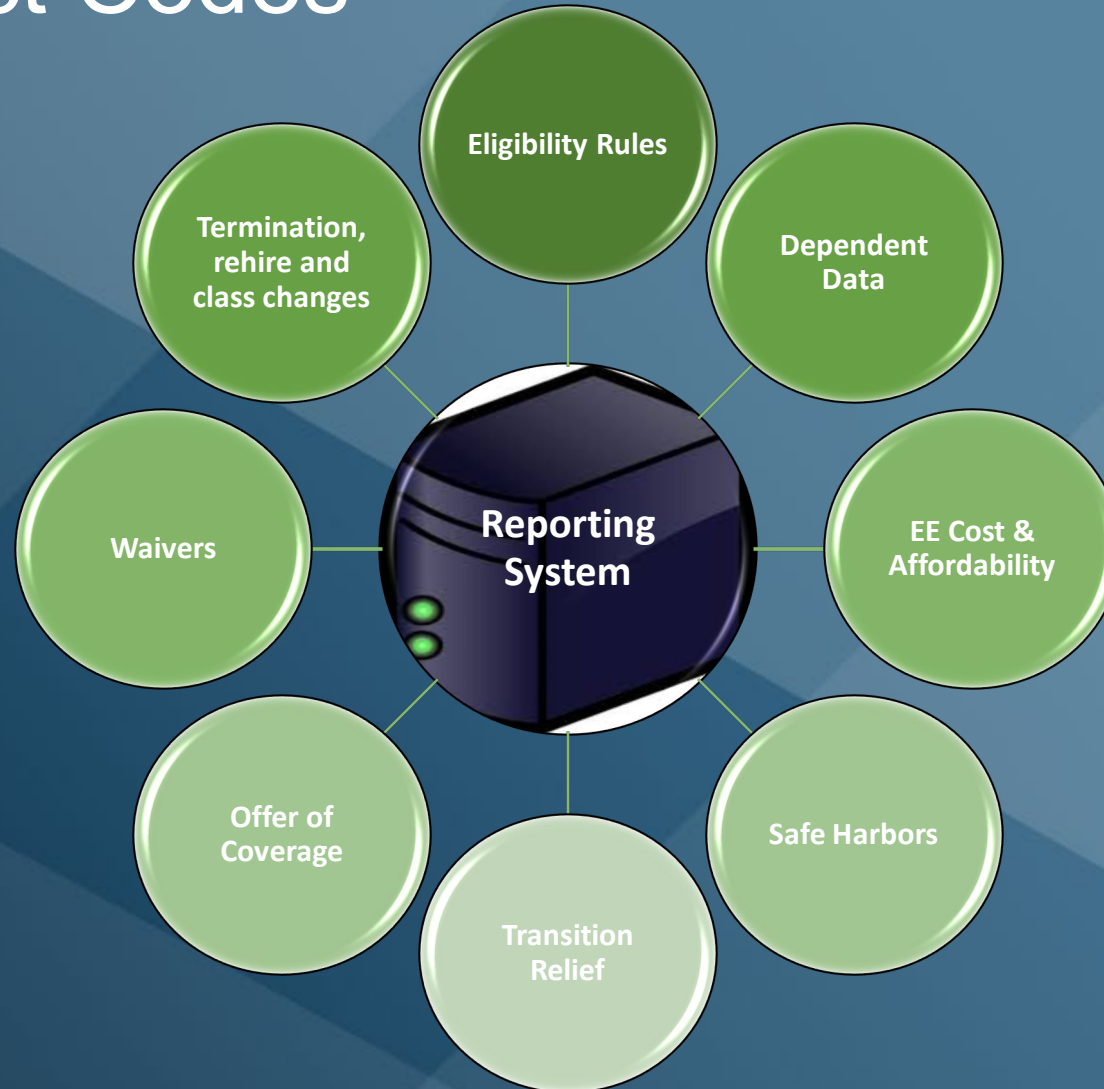 Codes
Eligibility Rules
Dependent
Data
EE Cost &
Affordability
Safe Harbors
Transition
Relief
Offer of
Coverage
Waivers
Termination,
rehire and
class changes
Reporting
System